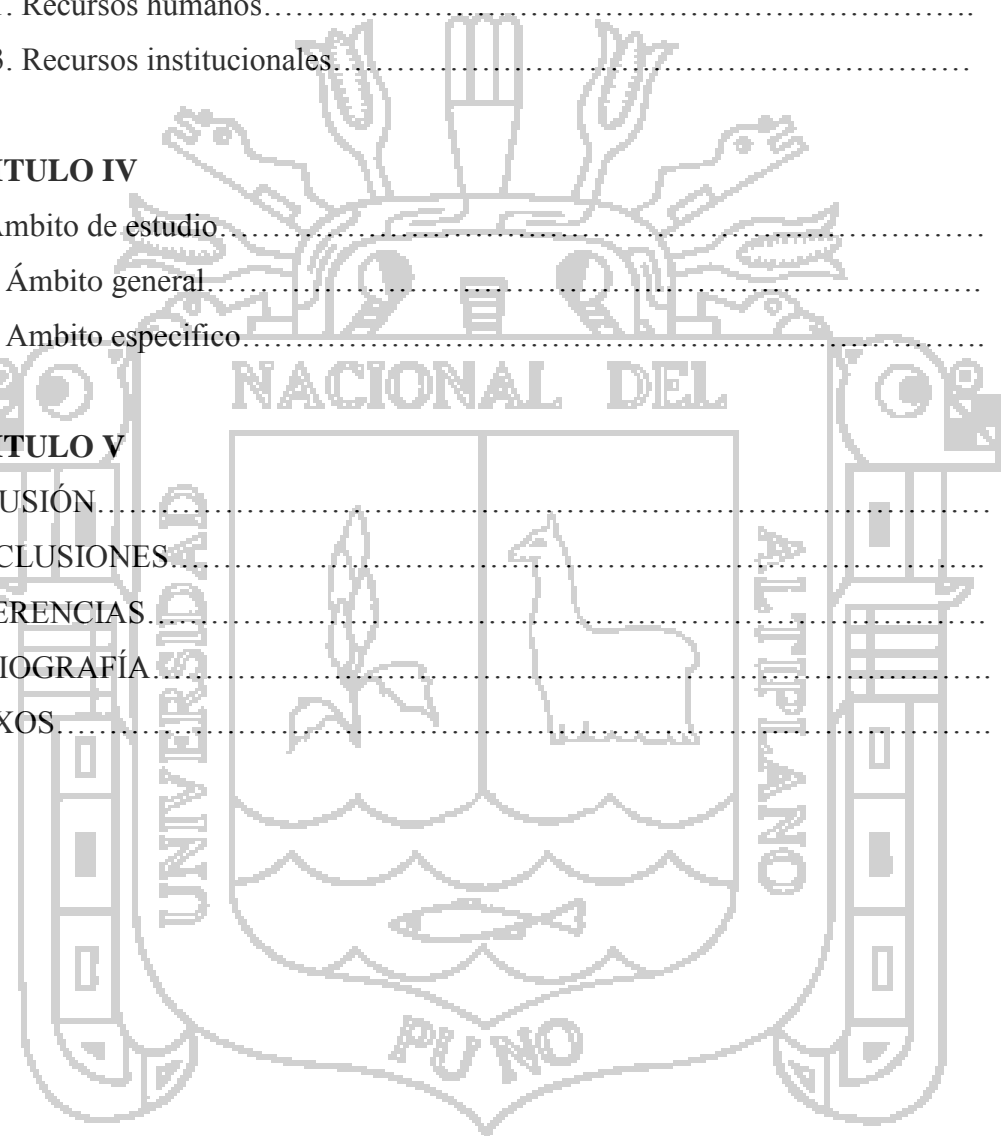 . Recursos humanos……………………………………………………………….
3. Recursos institucionales…………………………………………………………
ITULO IV
Ámbito de estudio……………………………………………………………………
Ámbito general…………………………………………………………………….
Ambito especifico…………………………………………………………………
NACIONAL DEL
ITULO V
USIÓN………………………………………………………………………………
CLUSIONES……………………………………………………………………….
ERENCIAS………………………………………………………………………….
IOGRAFÍA…………………………………………………………………………
XOS………………………………………………………………………………….
UNIVERSIDAD
ALTIPLANO
PUNO